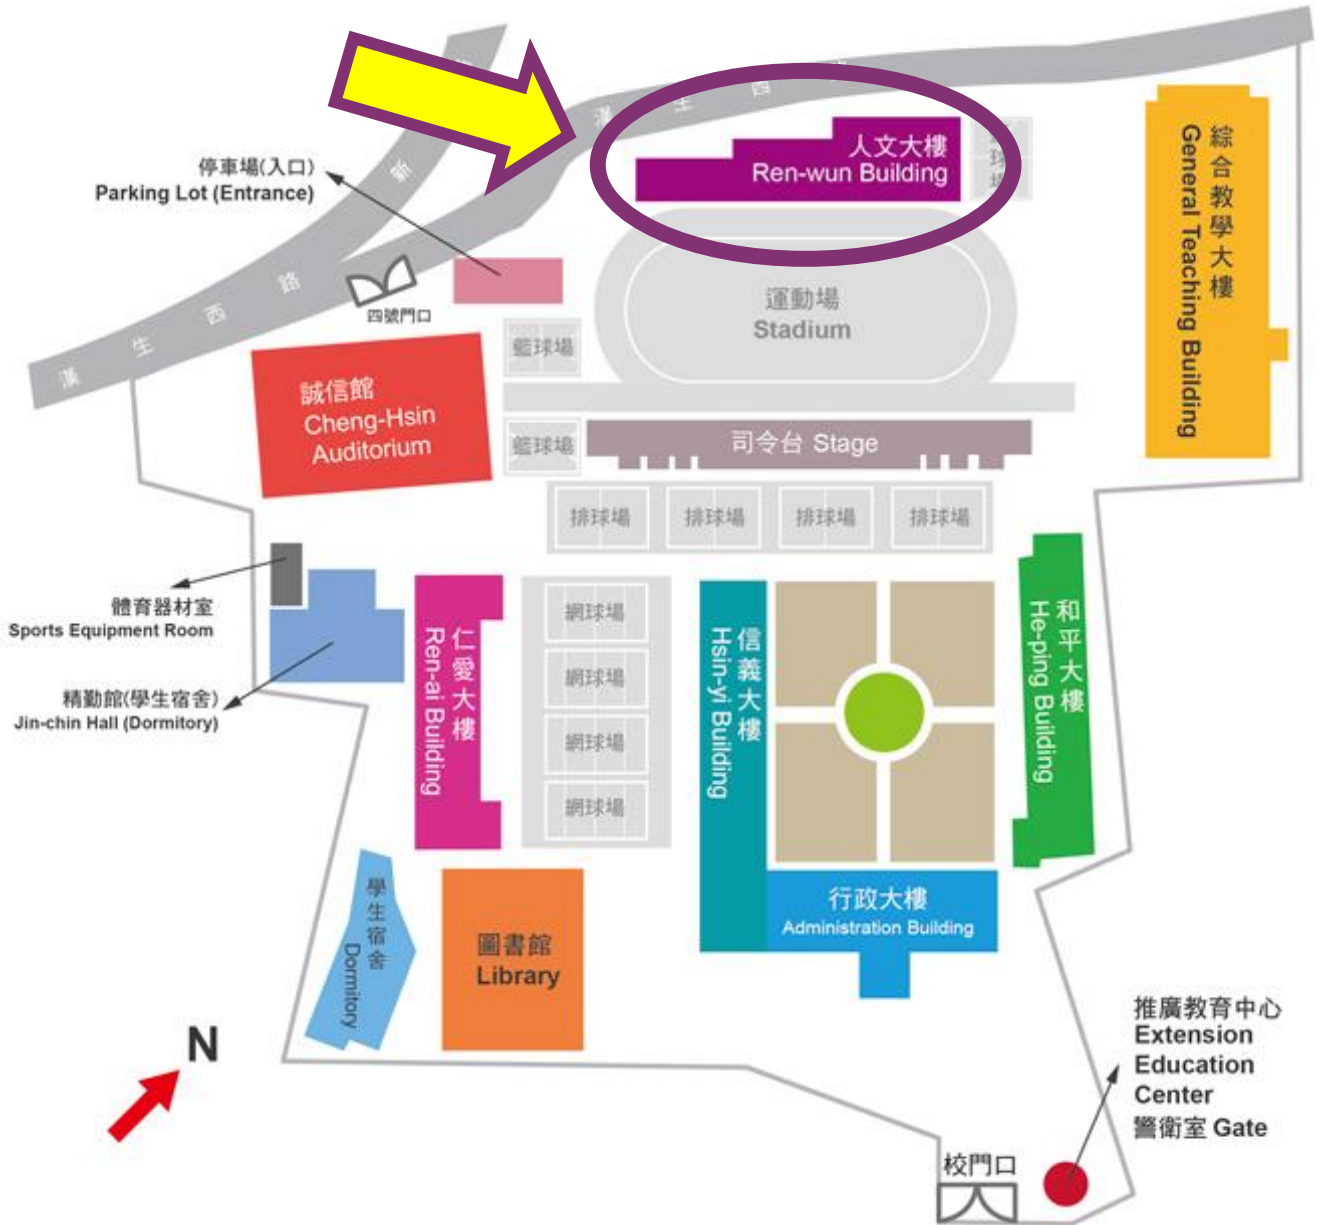 漢生四
人文大樓
Ren-wun Building
綜合教學大樓
General Teaching Building
停車場(入口)
Parking Lot (Entrance)
新
漢生西路
四號門口
運動場
Stadium
籃球場
誠信館
Cheng-Hsin
Auditorium
籃球場
司令台 Stage
排球場
排球場
排球場
排球場
體育器材室
Sports Equipment Room
精勤館(學生宿舍)
Jin-chin Hall (Dormitory)
仁愛大樓
Ren-ai Building
網球場
網球場
網球場
網球場
信義大樓
Hsin-yi Building
和平大樓
He-ping Building
學生宿舍
Dormitory
圖書館
Library
行政大樓
Administration Building
N
推廣教育中心
Extension
Education
Center
警衛室 Gate
校門口